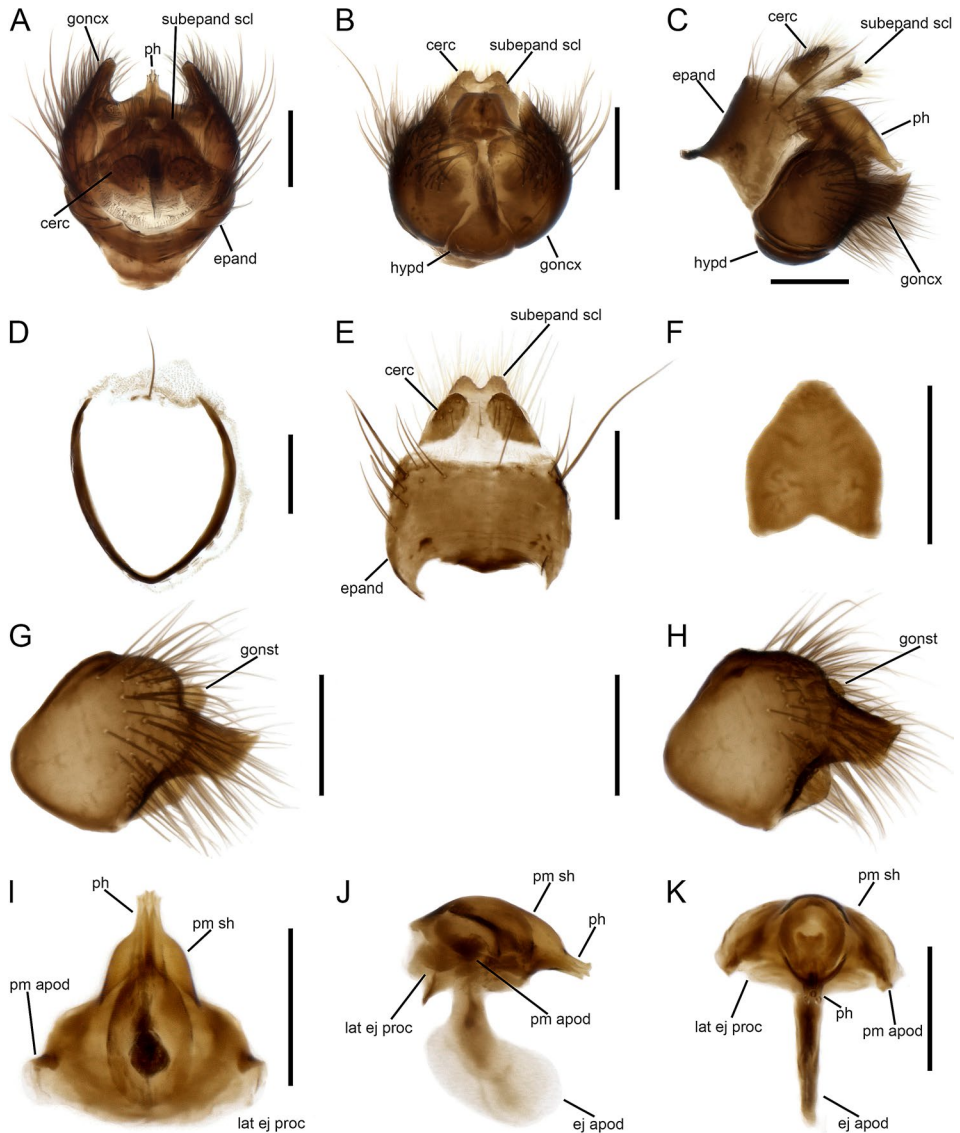 A
goncx
subepand scl
ph
cerc
epand
B
cerc
subepand scl
hypd
goncx
C
cerc
subepand scl
epand
ph
hypd
goncx
D
E
subepand scl
cerc
epand
F
G
gonst
H
gonst
I
ph
pm sh
pm apod
lat ej proc
J
pm sh
ph
lat ej proc
pm apod
ej apod
K
pm sh
lat ej proc
ph
pm apod
ej apod